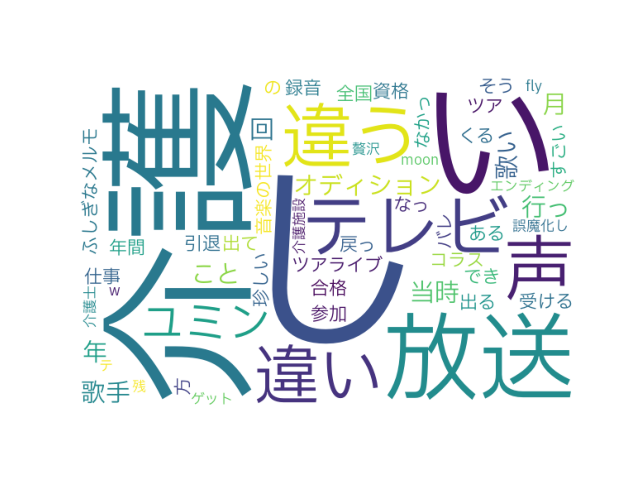 介護
し
い
テレビ
放送
違う
違い
声
ユミン
の
録音
全国
資格
そう
fly
ツア
月
なかっ
くる
歌い
すごい
回
贅沢
moon
音楽の世界
オディション
エンディング
ふしぎなメルモ
介護施設
なっ
バレ
ある
行っ
誤魔化し
年間
引退
出て
戻っ
仕事
w
こと
珍しい
ツアライブ
コラス
でき
合格
当時
出る
受ける
介護士
参加
年
テ
歌手
残
方
ゲット